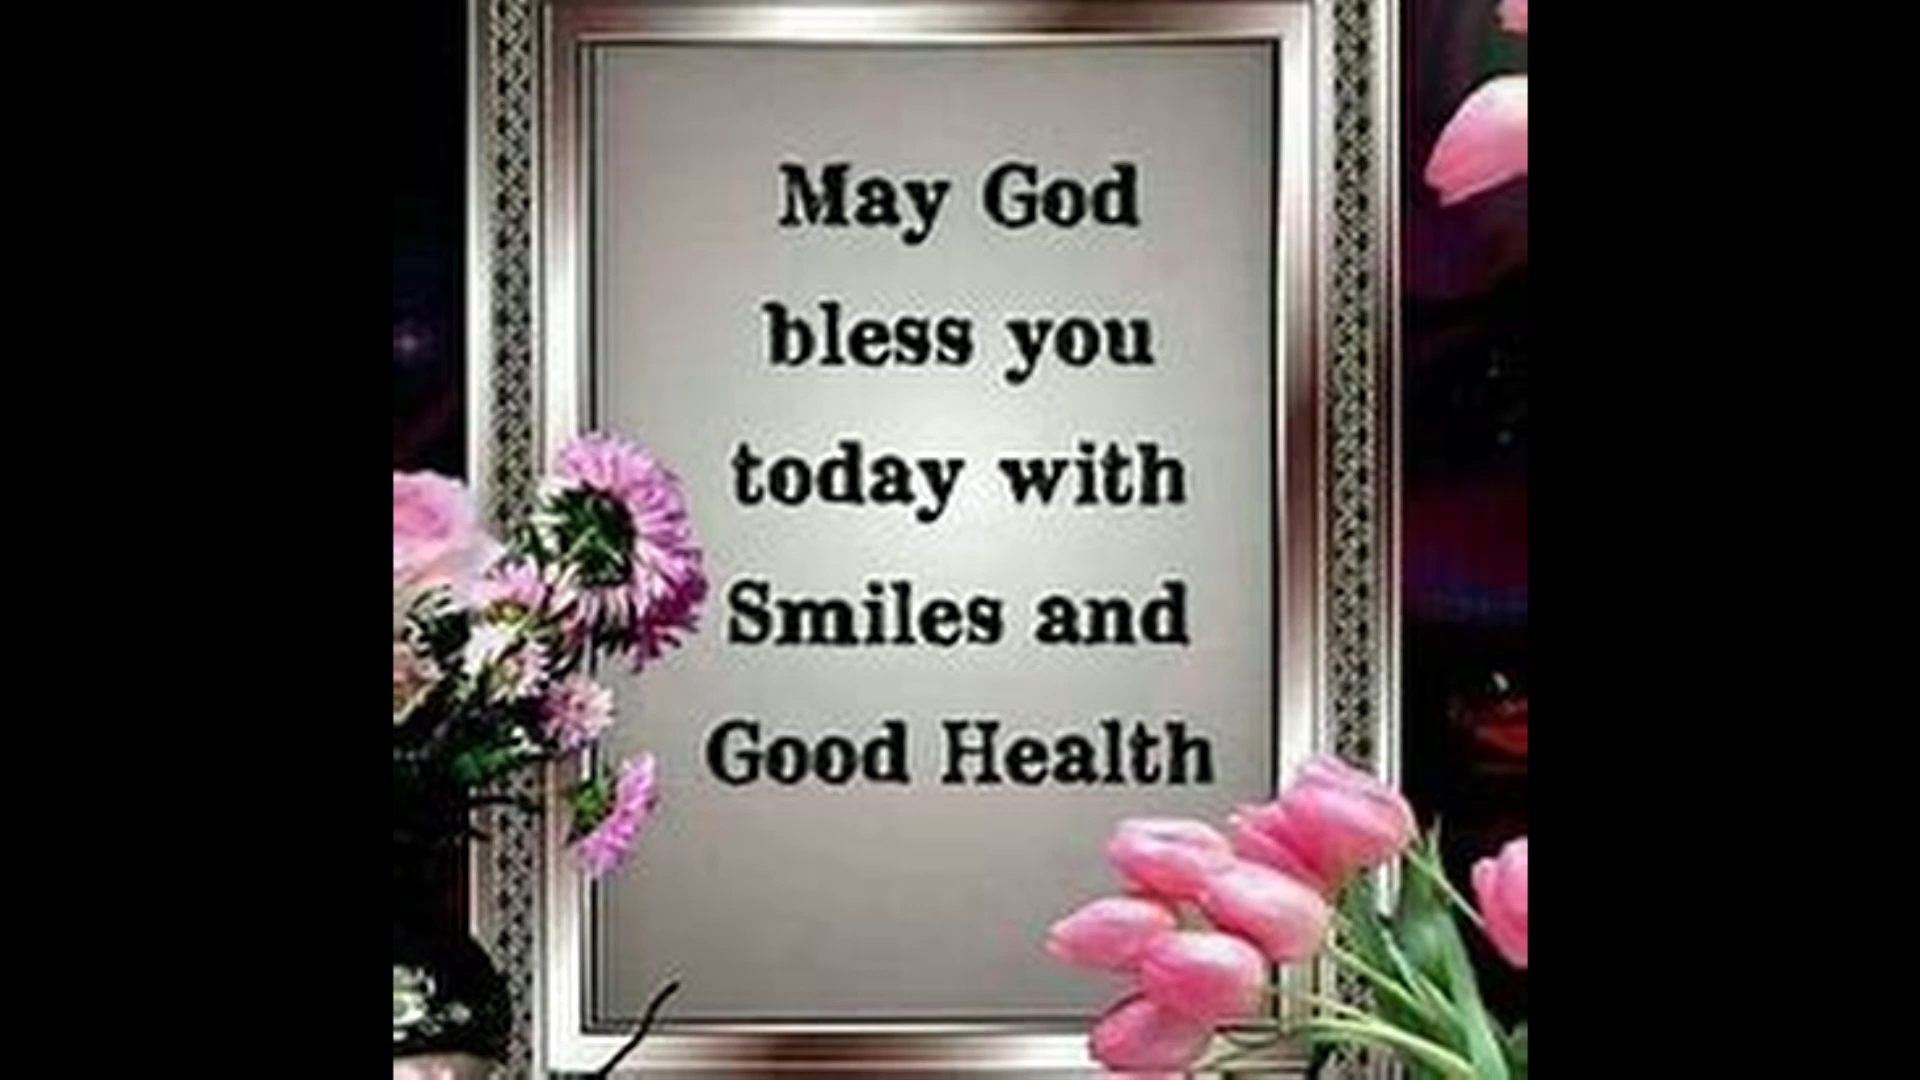 May God
bless you
today with
Smiles and
Good Health